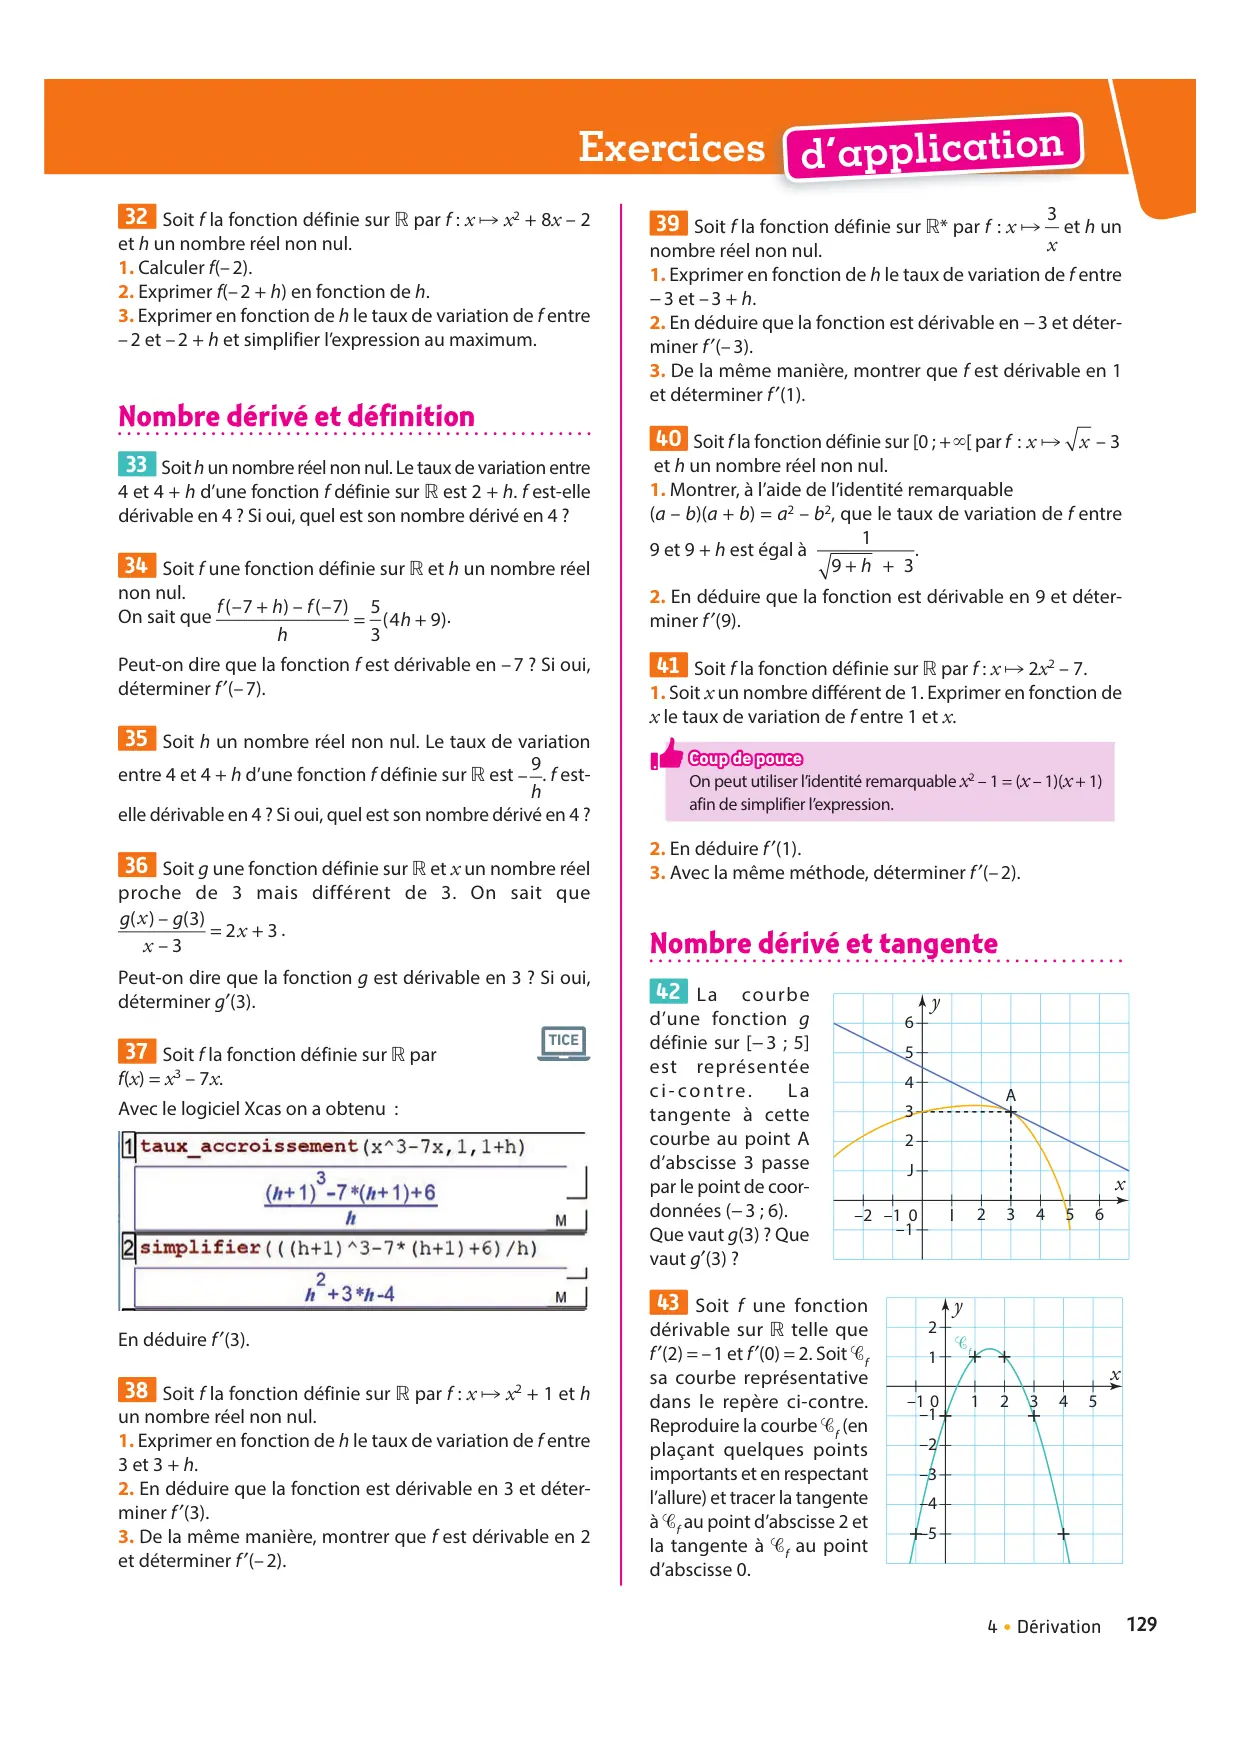 Exercices d'application
32 Soit f la fonction définie sur ℝ par f : x ↦ x² + 8x – 2
et h un nombre réel non nul.
1. Calculer f(– 2).
2. Exprimer f(– 2 + h) en fonction de h.
3. Exprimer en fonction de h le taux de variation de f entre
– 2 et – 2 + h et simplifier l'expression au maximum.
Nombre dérivé et définition
33 Soit h un nombre réel non nul. Le taux de variation entre
4 et 4 + h d'une fonction f définie sur ℝ est 2 + h. f est-elle
dérivable en 4 ? Si oui, quel est son nombre dérivé en 4 ?
34 Soit f une fonction définie sur ℝ et h un nombre réel
non nul.
On sait que (f(–7 + h) – f(–7))/h = 5/3 (4h + 9).
Peut-on dire que la fonction f est dérivable en – 7 ? Si oui,
déterminer f′(– 7).
35 Soit h un nombre réel non nul. Le taux de variation
entre 4 et 4 + h d'une fonction f définie sur ℝ est – 9/h. f est-
elle dérivable en 4 ? Si oui, quel est son nombre dérivé en 4 ?
36 Soit g une fonction définie sur ℝ et x un nombre réel
proche de 3 mais différent de 3. On sait que
(g(x) – g(3))/(x – 3) = 2x + 3 .
Peut-on dire que la fonction g est dérivable en 3 ? Si oui,
déterminer g′(3).
TICE
37 Soit f la fonction définie sur ℝ par
f(x) = x³ – 7x.
Avec le logiciel Xcas on a obtenu :
1 taux_accroissement(x^3-7x,1,1+h)
((h+1)³-7*(h+1)+6)/h
M
2 simplifier(((h+1)^3-7*(h+1)+6)/h)
h²+3*h-4
M
En déduire f′(3).
38 Soit f la fonction définie sur ℝ par f : x ↦ x² + 1 et h
un nombre réel non nul.
1. Exprimer en fonction de h le taux de variation de f entre
3 et 3 + h.
2. En déduire que la fonction est dérivable en 3 et déter-
miner f′(3).
3. De la même manière, montrer que f est dérivable en 2
et déterminer f′(– 2).
39 Soit f la fonction définie sur ℝ* par f : x ↦ 3/x et h un
nombre réel non nul.
1. Exprimer en fonction de h le taux de variation de f entre
– 3 et – 3 + h.
2. En déduire que la fonction est dérivable en – 3 et déter-
miner f′(– 3).
3. De la même manière, montrer que f est dérivable en 1
et déterminer f′(1).
40 Soit f la fonction définie sur [0 ; + ∞[ par f : x ↦ √x – 3
et h un nombre réel non nul.
1. Montrer, à l'aide de l'identité remarquable
(a – b)(a + b) = a² – b², que le taux de variation de f entre
9 et 9 + h est égal à 1/(√(9 + h) + 3).
2. En déduire que la fonction est dérivable en 9 et déter-
miner f′(9).
41 Soit f la fonction définie sur ℝ par f : x ↦ 2x² – 7.
1. Soit x un nombre différent de 1. Exprimer en fonction de
x le taux de variation de f entre 1 et x.
Coup de pouce
On peut utiliser l'identité remarquable x² – 1 = (x – 1)(x + 1)
afin de simplifier l'expression.
2. En déduire f′(1).
3. Avec la même méthode, déterminer f′(– 2).
Nombre dérivé et tangente
42 La courbe
d'une fonction g
définie sur [– 3 ; 5]
est représentée
ci-contre. La
tangente à cette
courbe au point A
d'abscisse 3 passe
par le point de coor-
données (– 3 ; 6).
Que vaut g(3) ? Que
vaut g′(3) ?
y
6
5
4
A
3
2
J
x
–2 –1 0 I 2 3 4 5 6
–1
43 Soit f une fonction
dérivable sur ℝ telle que
f′(2) = – 1 et f′(0) = 2. Soit 𝒞f
sa courbe représentative
dans le repère ci-contre.
Reproduire la courbe 𝒞f (en
plaçant quelques points
importants et en respectant
l'allure) et tracer la tangente
à 𝒞f au point d'abscisse 2 et
la tangente à 𝒞f au point
d'abscisse 0.
y
2
𝒞f
1
x
–1 0 1 2 3 4 5
–1
–2
–3
–4
–5
4 • Dérivation 129